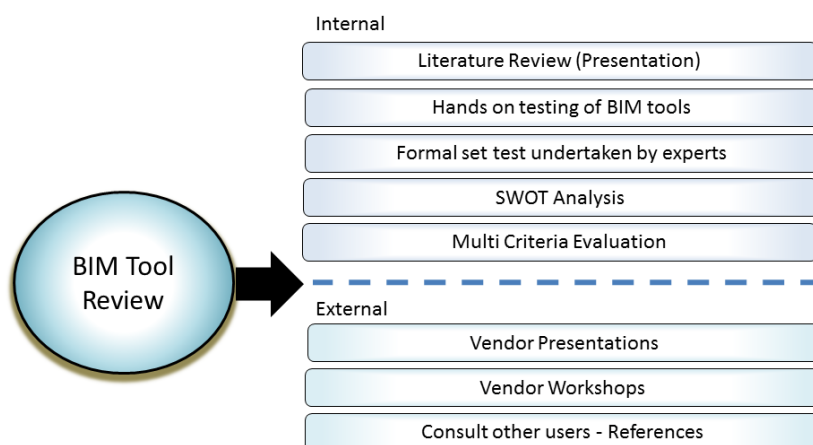 Internal
Literature Review (Presentation)
Hands on testing of BIM tools
Formal set test undertaken by experts
SWOT Analysis
Multi Criteria Evaluation
BIM Tool
Review
External
Vendor Presentations
Vendor Workshops
Consult other users - References